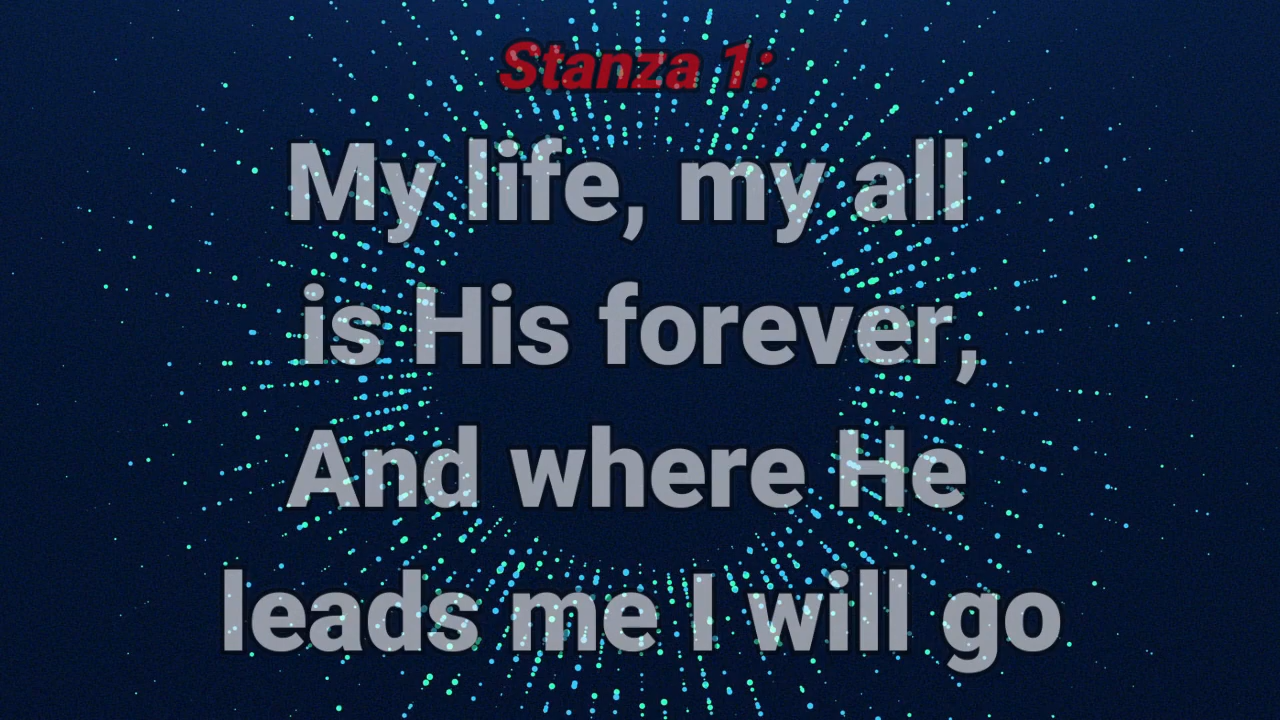 Stanza 1:
My life, my all
is His forever,
And where He
leads me I will go